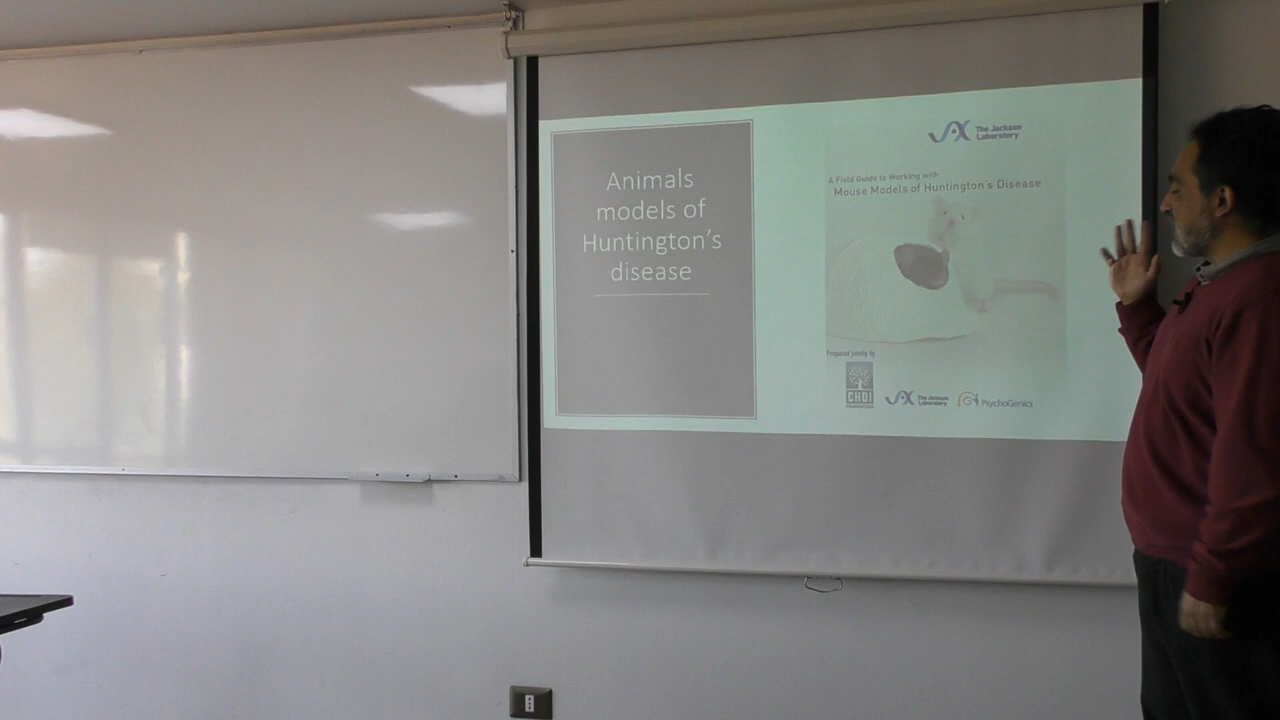 Animals
models of
Huntington's
disease
The Jackson
Laboratory
A Field Guide to Working with
Mouse Models of Huntington's Disease
Prepared jointly by
CHDI
FOUNDATION
The Jackson
Laboratory
PsychoGenics